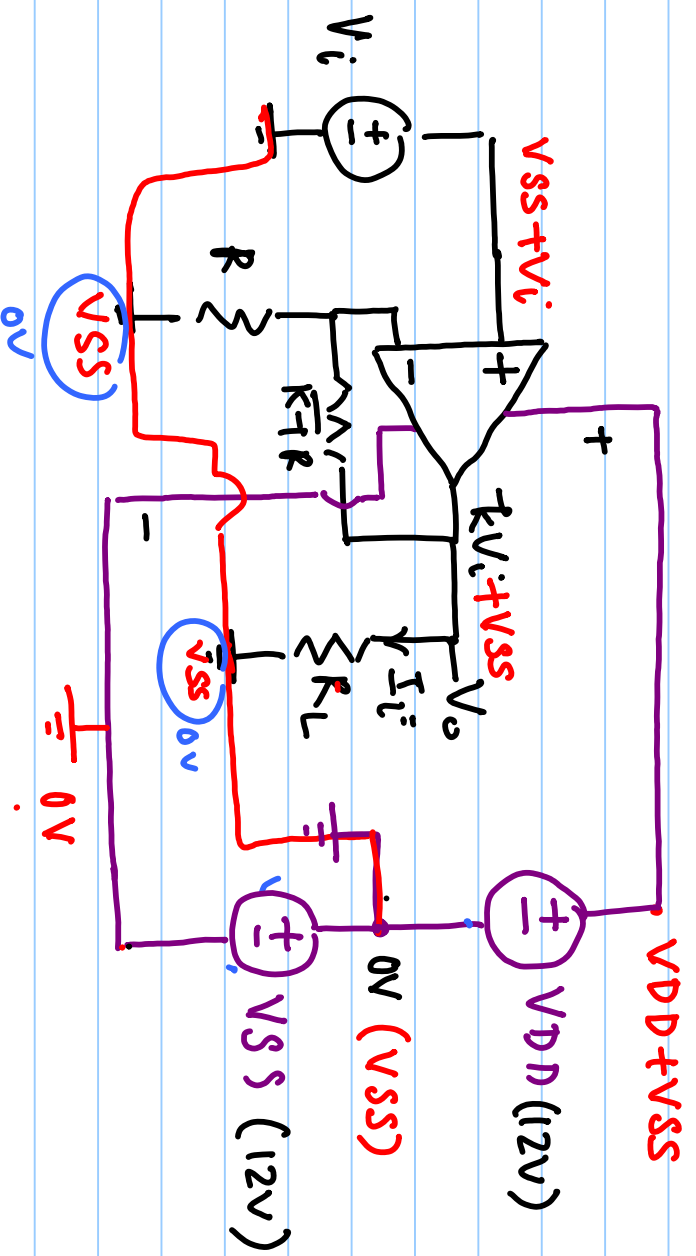 VDD+VSS
VSS+Vi
+
VDD (12V)
+
-
Vi
+
-
+
-
KVi+VSS
Vo
Ii
0V (VSS)
R
K-1R
RL
-
VSS (12V)
+
-
VSS
0V
VSS
0V
0V